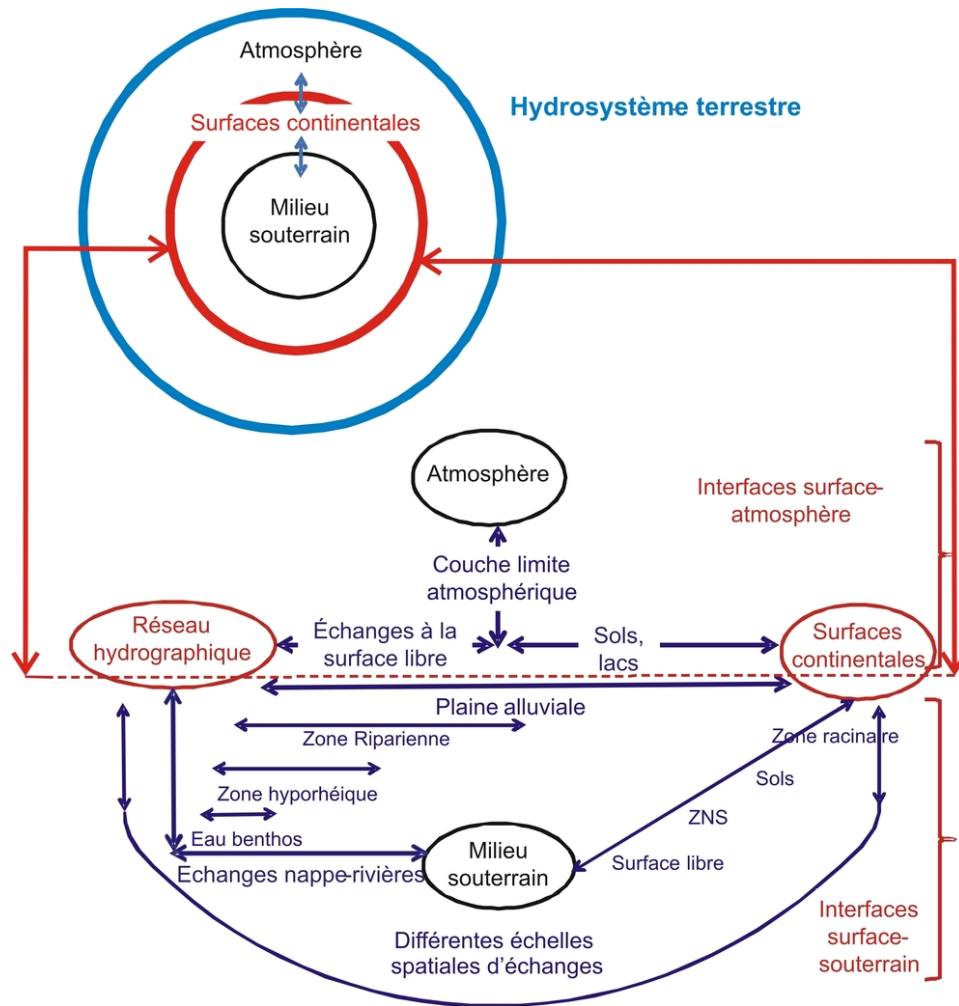 Atmosphère
Hydrosystème terrestre
Surfaces continentales
Milieu
souterrain
Atmosphère
Interfaces surface-
atmosphère
Couche limite
atmosphérique
Réseau
hydrographique
Échanges à la
surface libre
Sols,
lacs
Surfaces
continentales
Plaine alluviale
Zone Riparienne
Zone racinaire
Zone hyporhéique
Sols
ZNS
Eau benthos
Milieu
souterrain
Surface libre
Echanges nappe-rivières
Interfaces
surface-
souterrain
Différentes échelles
spatiales d'échanges